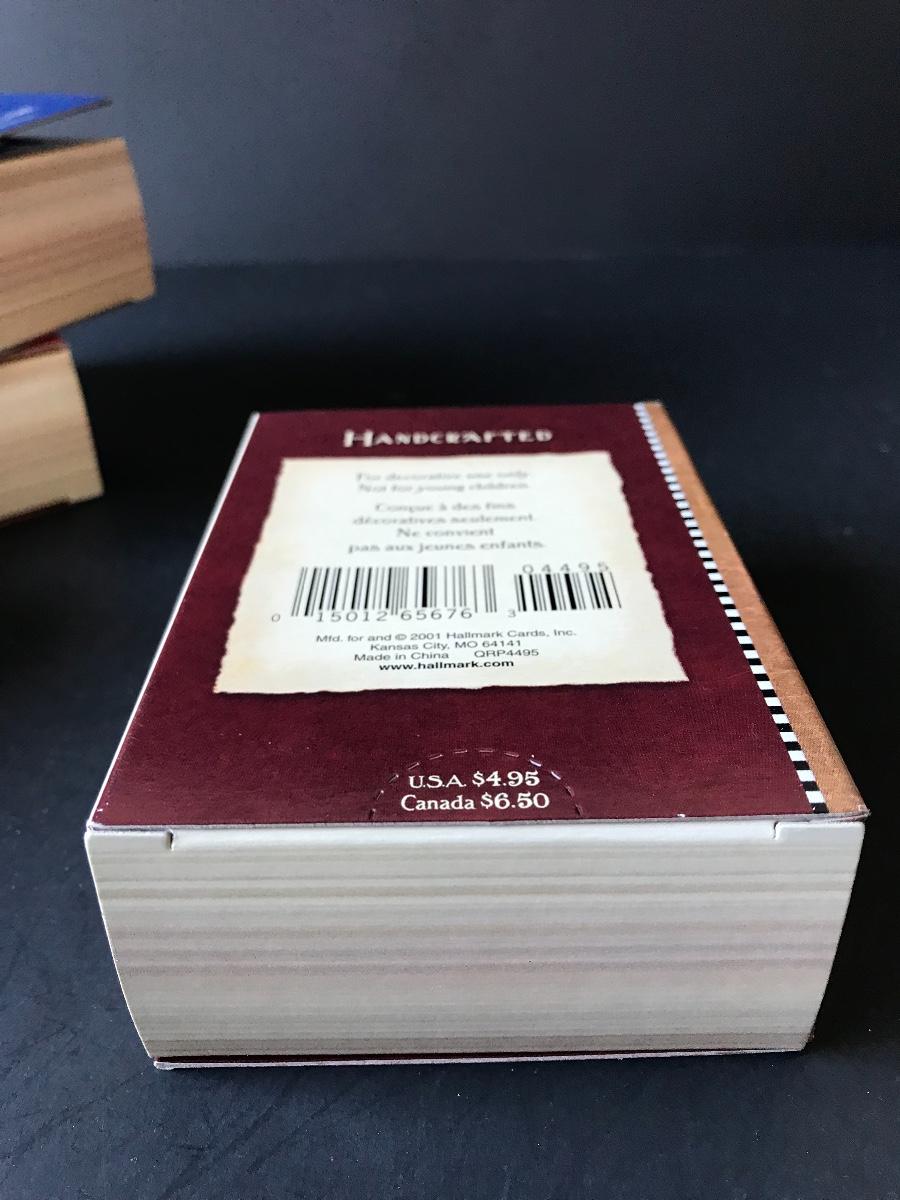 HANDCRAFTED
For decorative use only.
Not for young children.
Conçue à des fins
décoratives seulement.
Ne convient
pas aux jeunes enfants.
04495
0 15012 65676 3
Mfd. for and © 2001 Hallmark Cards, Inc.
Kansas City, MO 64141
Made in China QRP4495
www.hallmark.com
U.S.A. $4.95
Canada $6.50